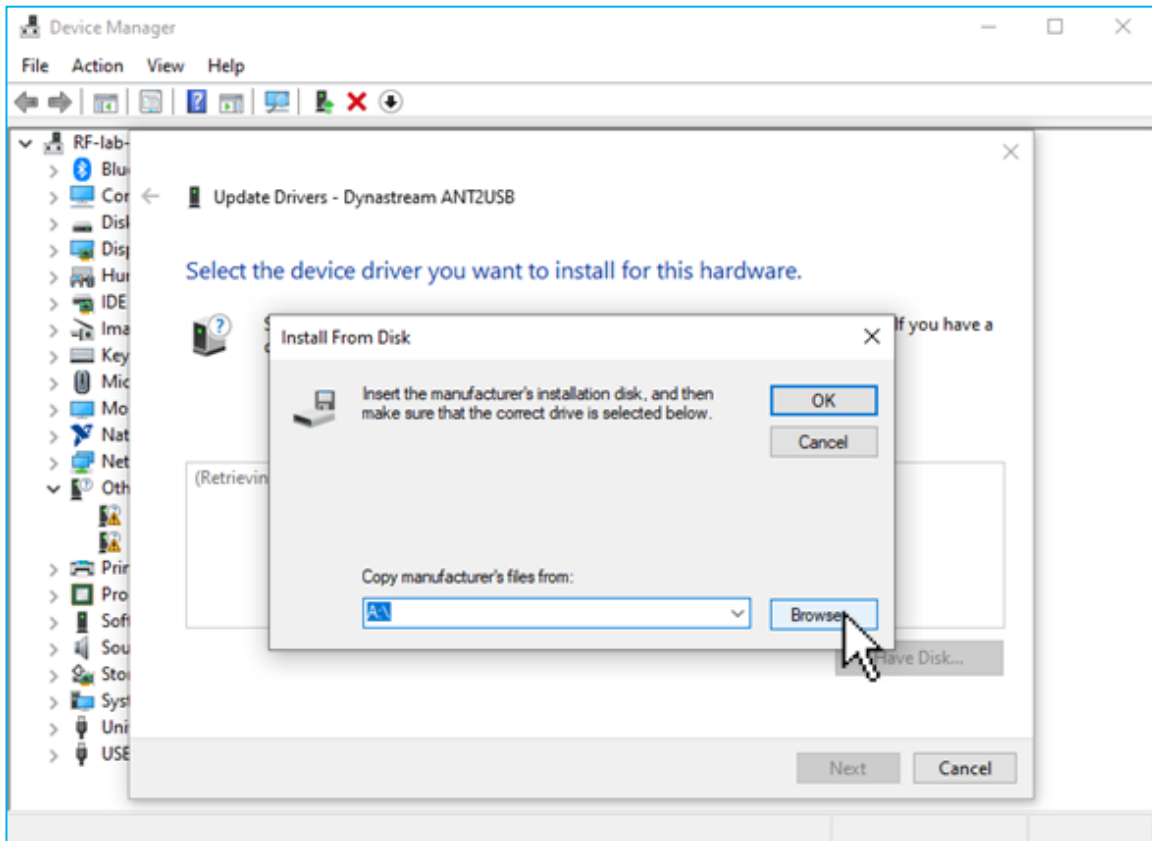 Device Manager
File Action View Help
RF-lab-
Blu
Cor
Disk
Disp
Hur
IDE
Ima
Key
Mic
Mo
Nat
Net
Oth
Prir
Pro
Soft
Sou
Stor
Syst
Uni
USE
Update Drivers - Dynastream ANT2USB
Select the device driver you want to install for this hardware.
If you have a
(Retrievin
Install From Disk
Insert the manufacturer's installation disk, and then
make sure that the correct drive is selected below.
OK
Cancel
Copy manufacturer's files from:
A:\
Browse
Have Disk...
Next Cancel